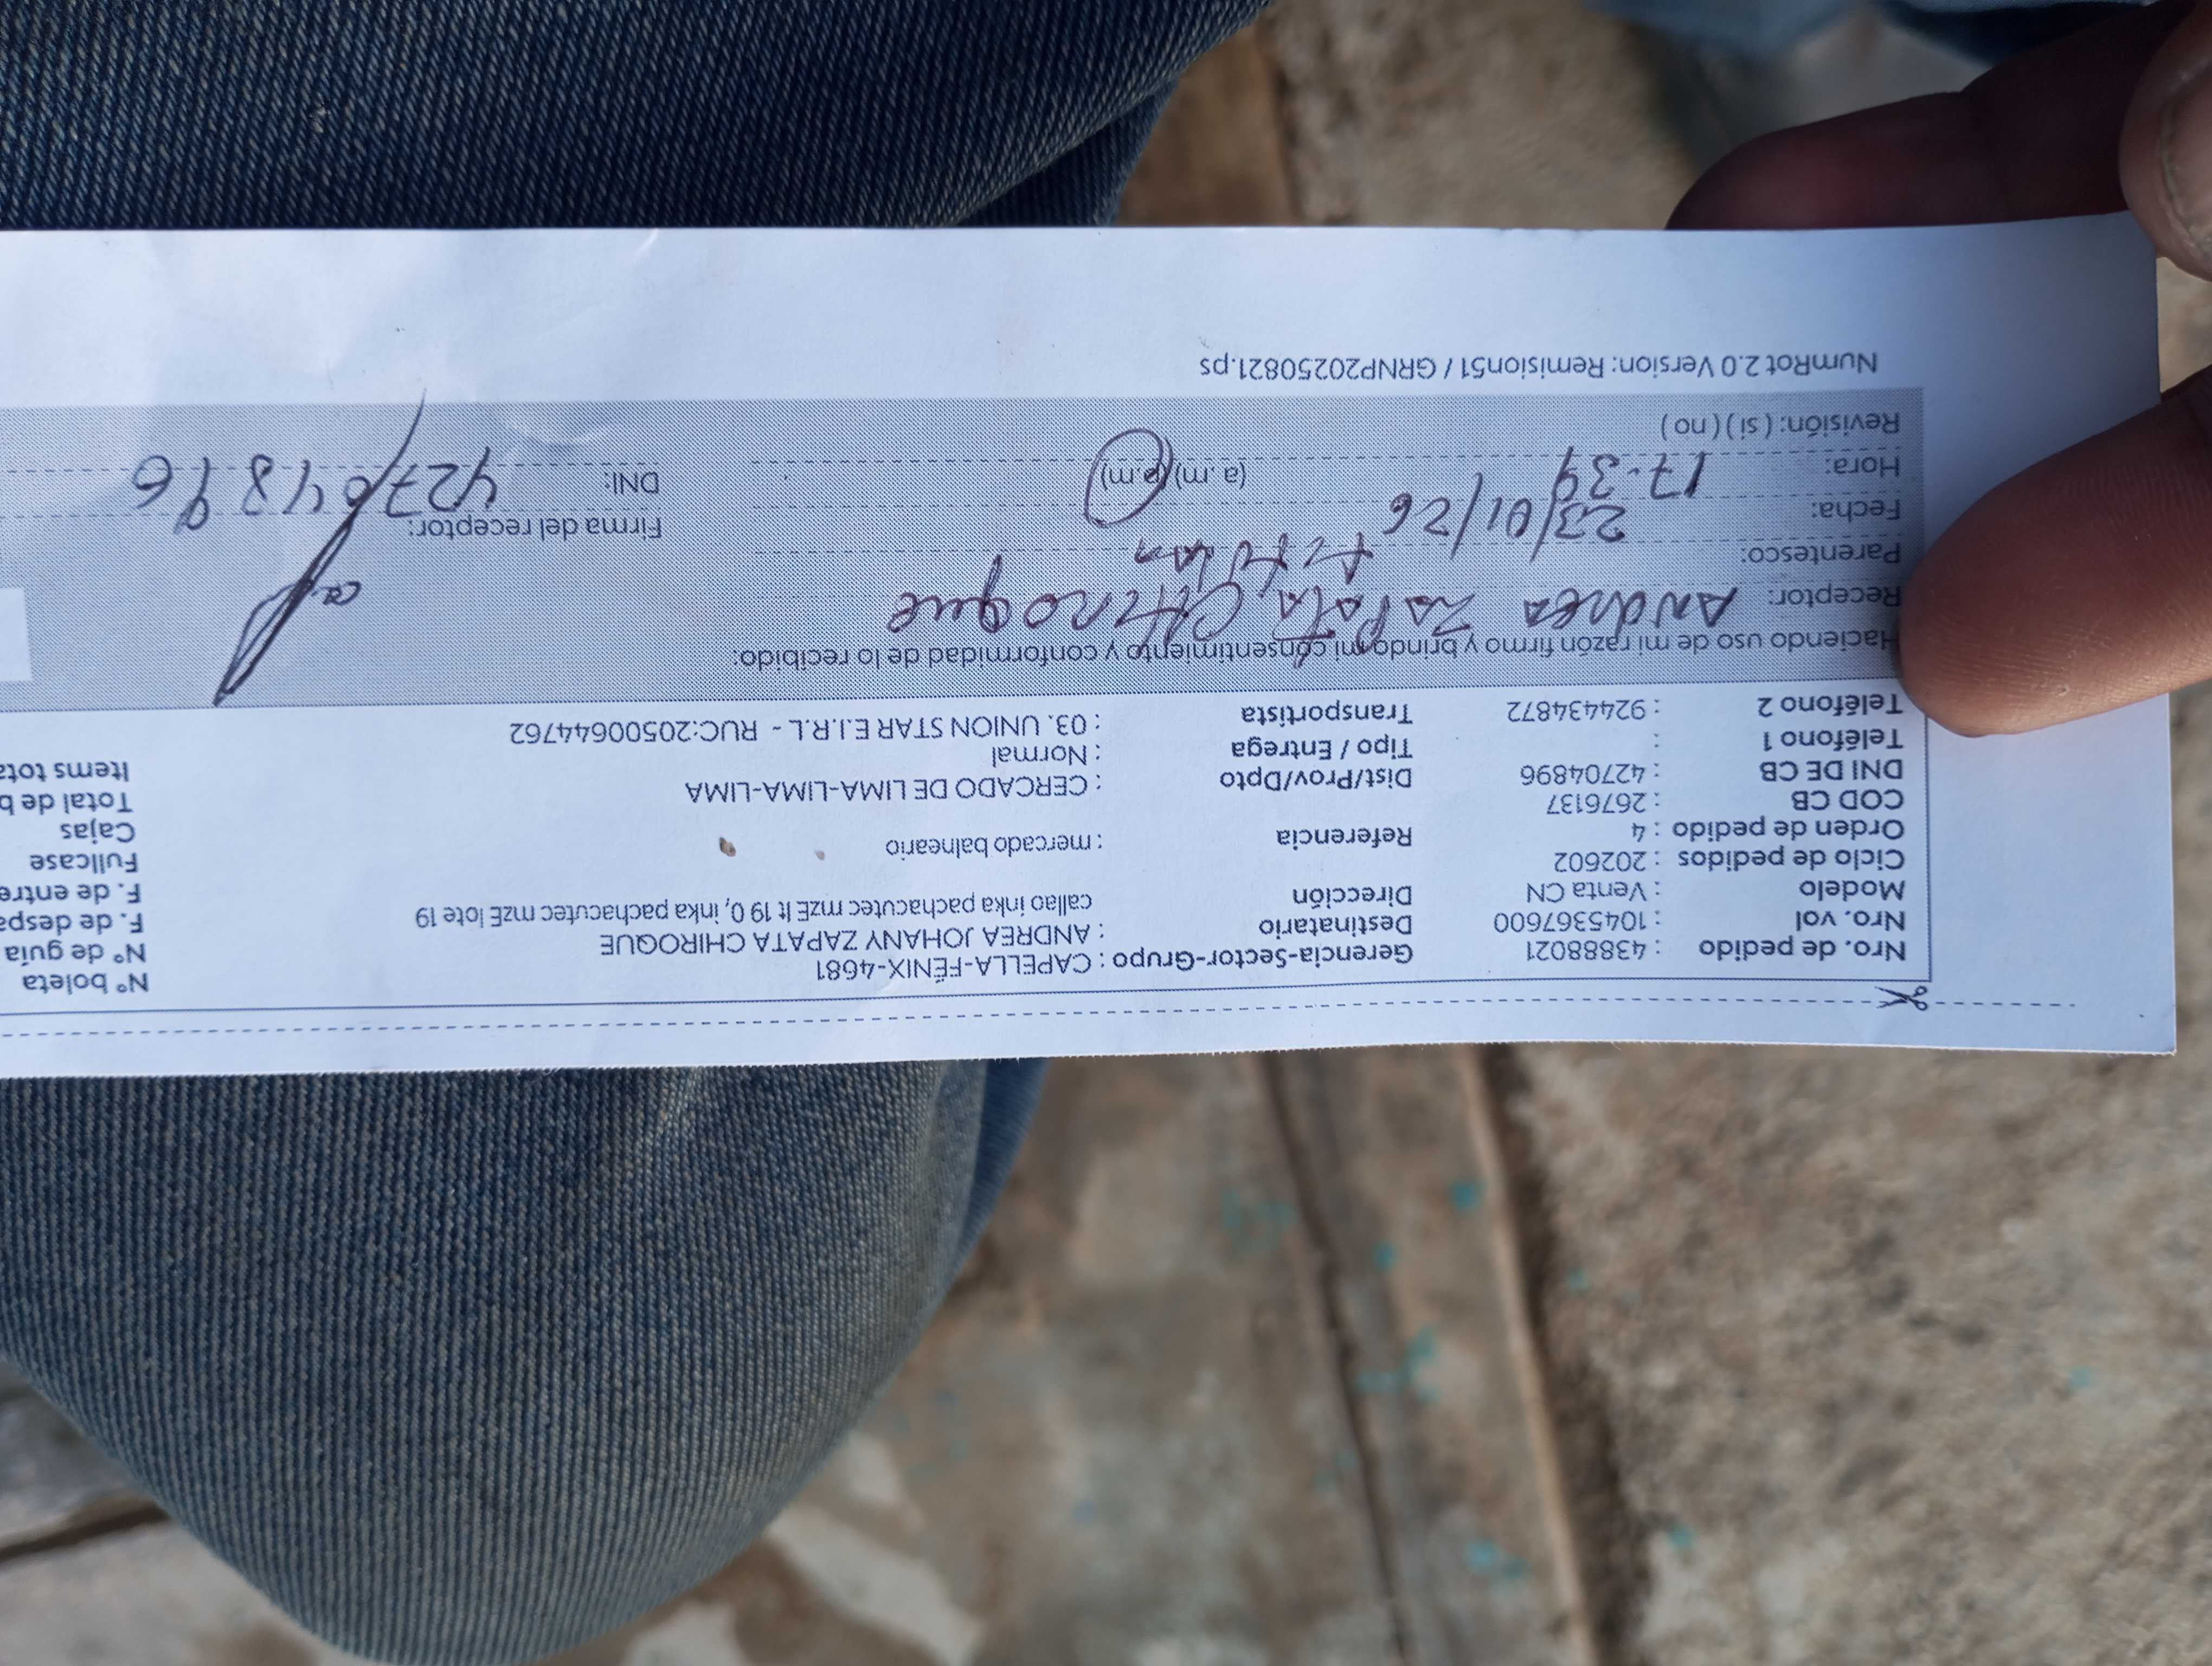 Nro. de pedido : 43888021 Gerencia-Sector-Grupo : CAPELLA-FÉNIX-4681 N° boleta
Nro. vol : 1045367600 Destinatario : ANDREA JOHANY ZAPATA CHIROQUE N° de guía
Modelo : Venta CN Dirección callao inka pachacutec mzE lt 19 0, inka pachacutec mzE lote 19 F. de despa
Ciclo de pedidos : 202602 F. de entre
Orden de pedido : 4 Referencia : mercado balneario Fullcase
COD CB : 2676137 Cajas
DNI DE CB : 42704896 Dist/Prov/Dpto : CERCADO DE LIMA-LIMA-LIMA Total de b
Teléfono 1 : Tipo / Entrega : Normal Items tota
Teléfono 2 : 924434872 Transportista : 03. UNION STAR E.I.R.L - RUC:20500644762
Haciendo uso de mi razón firmo y brindo mi consentimiento y conformidad de lo recibido:
Receptor: ANdrea Zapata CHiroque
Parentesco: titular
Fecha: 23/01/26 Firma del receptor:
Hora: 17-39 (a.m) (p.m) DNI: 42704896
Revisión: (si) (no)
NumRot 2.0 Version: Remision51 / GRNP20250821.ps